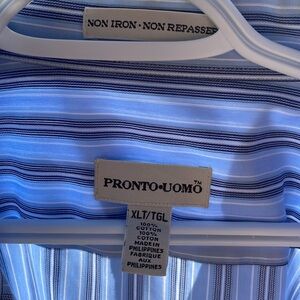 NON IRON • NON REPASSER
PRONTO•UOMO
XLT/TGL
100%
COTTON
100%
COTON
MADE IN
PHILIPPINES
FABRIQUE
AUX
PHILIPPINES